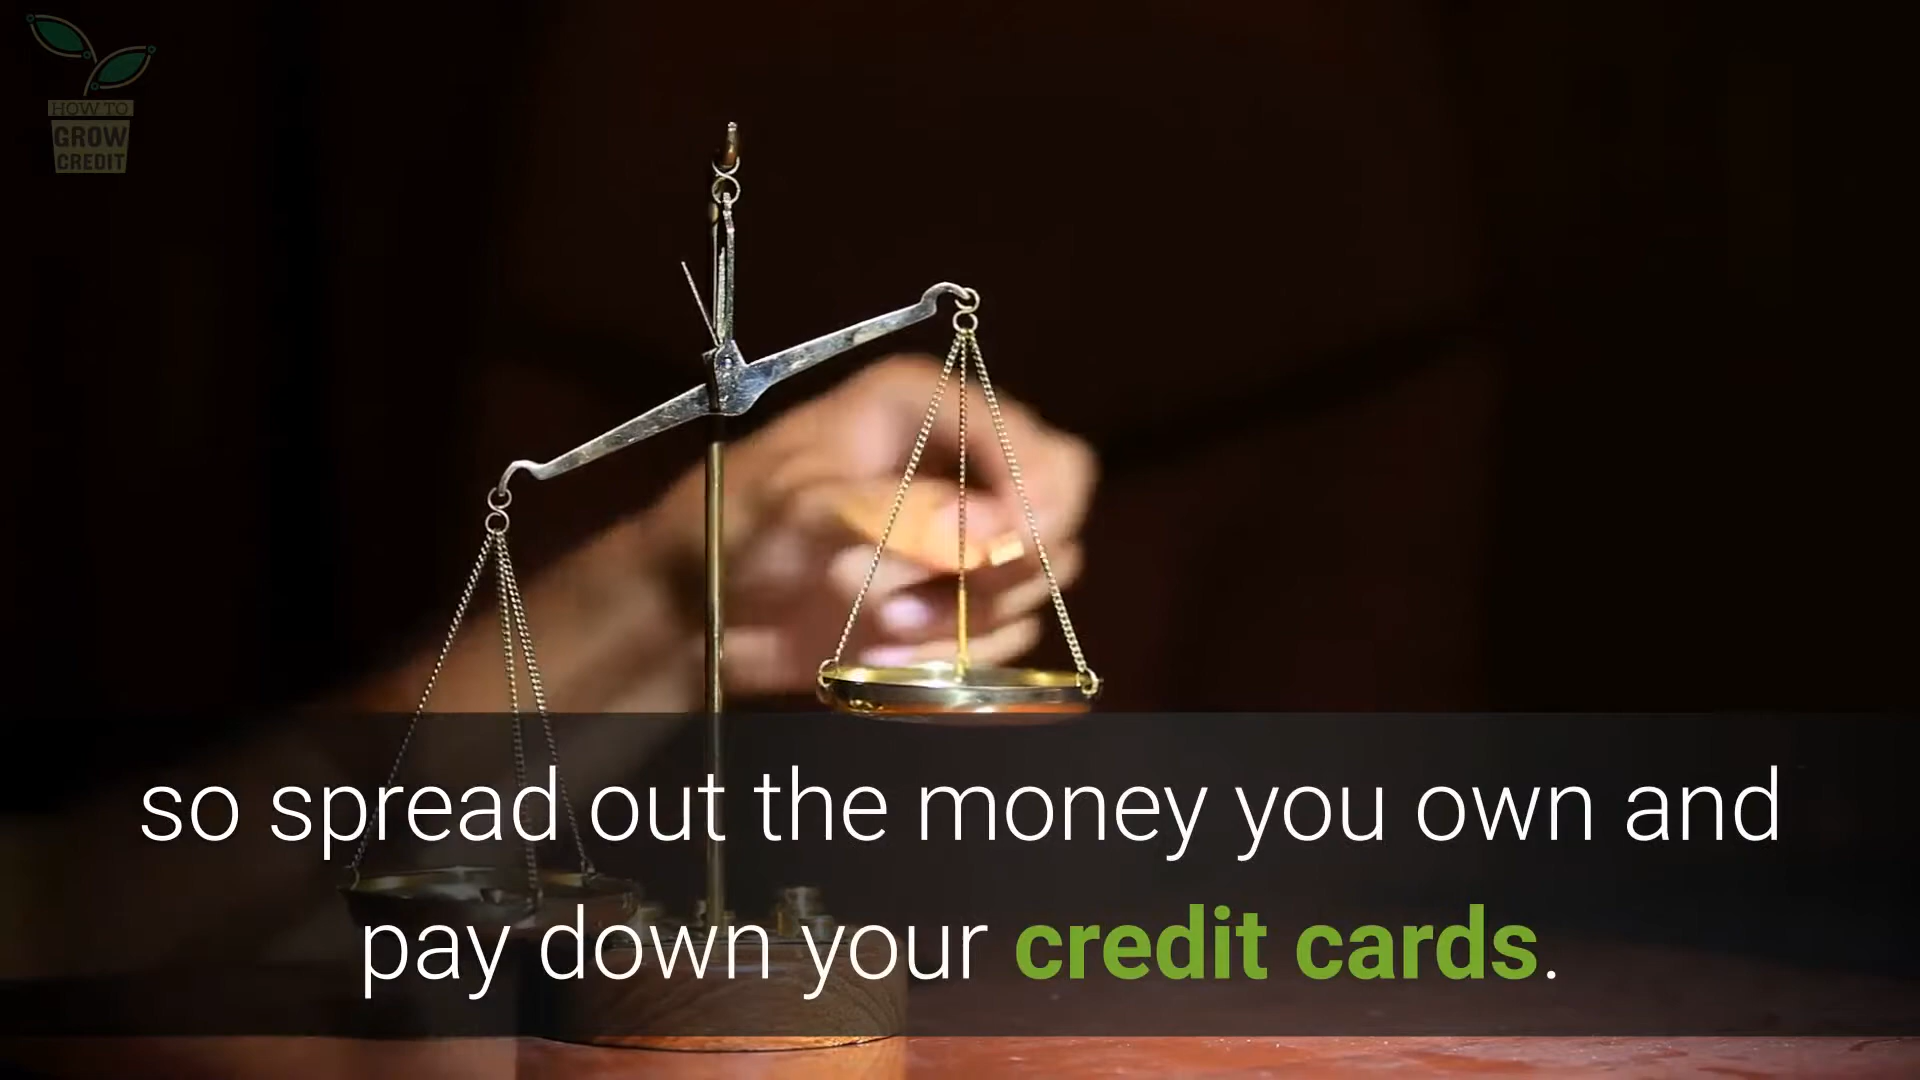 HOW TO
GROW
CREDIT
so spread out the money you own and
pay down your credit cards.